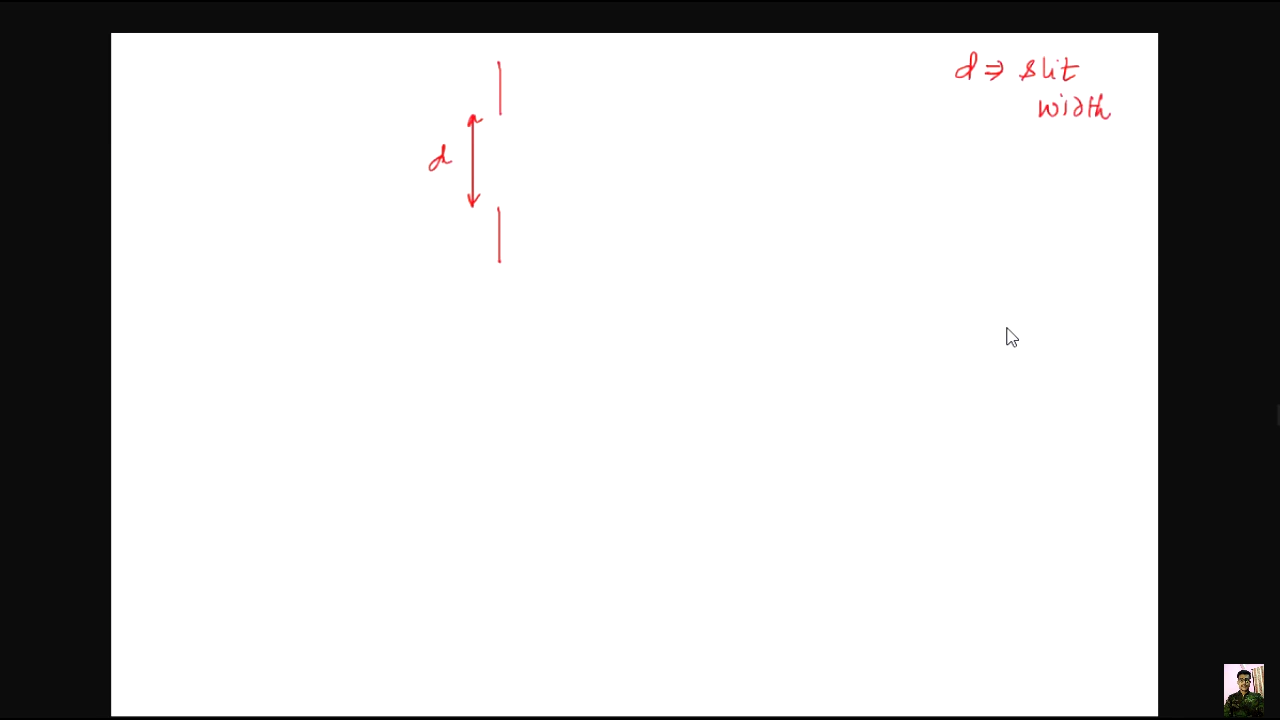 d ⇒ slit
width
d